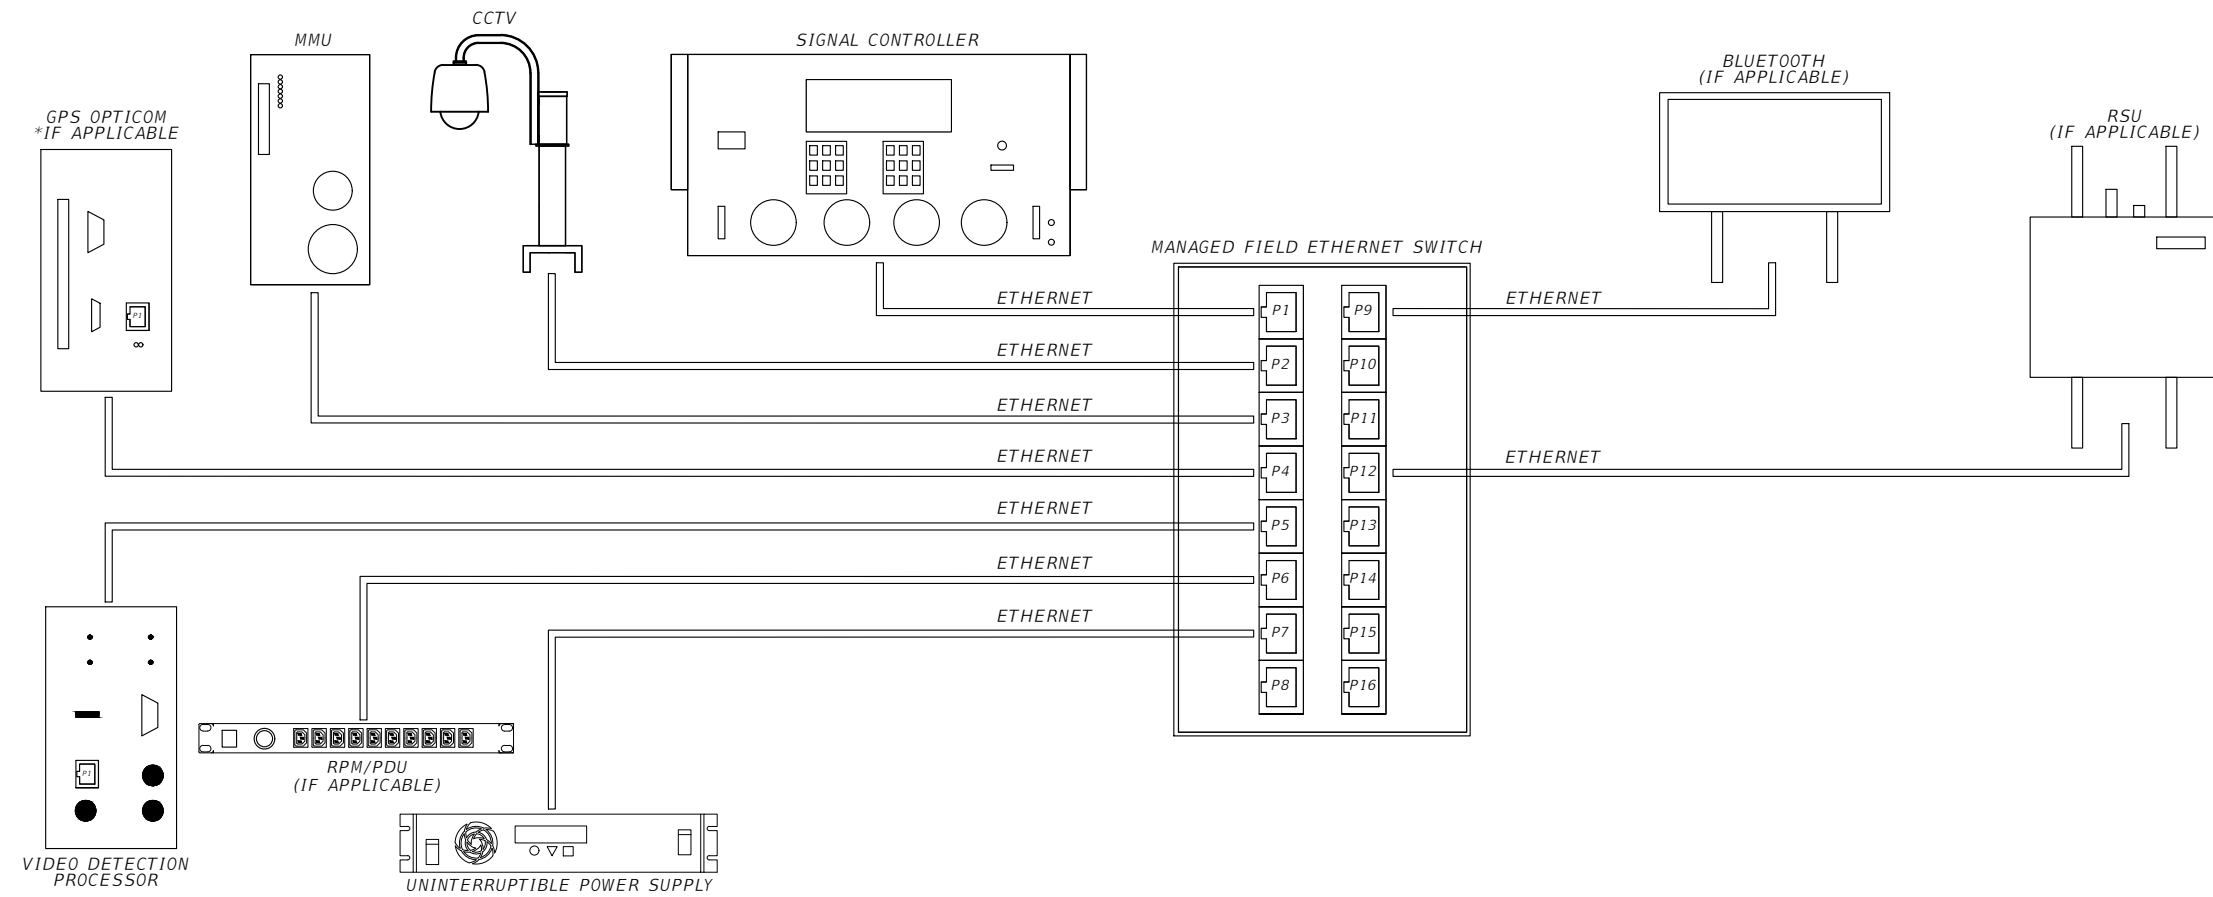 CCTV
MMU
SIGNAL CONTROLLER
BLUETOOTH
(IF APPLICABLE)
GPS OPTICOM
*IF APPLICABLE
RSU
(IF APPLICABLE)
MANAGED FIELD ETHERNET SWITCH
P1
ETHERNET
P1
P9
ETHERNET
ETHERNET
P2
P10
ETHERNET
P3
P11
ETHERNET
P4
P12
ETHERNET
ETHERNET
P5
P13
ETHERNET
P6
P14
ETHERNET
P7
P15
P8
P16
P1
RPM/PDU
(IF APPLICABLE)
VIDEO DETECTION
PROCESSOR
UNINTERRUPTIBLE POWER SUPPLY